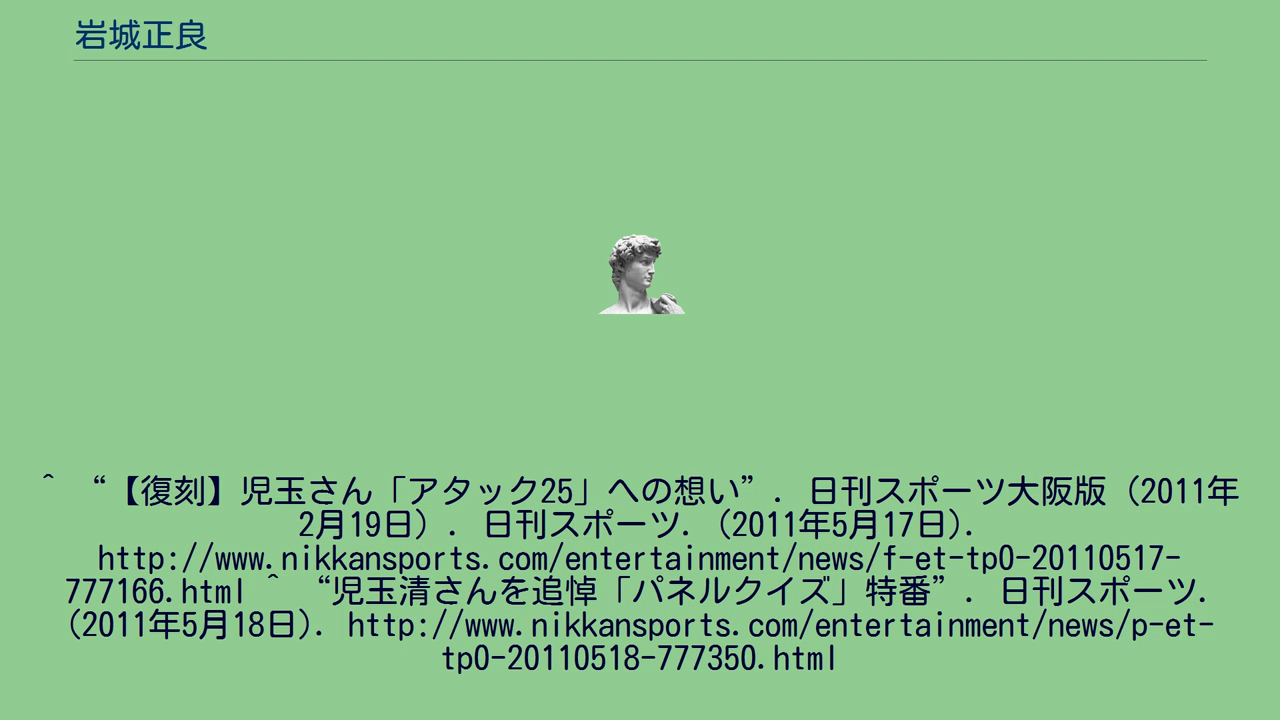 岩城正良
^ “【復刻】児玉さん「アタック25」への想い”. 日刊スポーツ大阪版 (2011年
2月19日). 日刊スポーツ. (2011年5月17日).
http://www.nikkansports.com/entertainment/news/f-et-tp0-20110517-
777166.html ^ “児玉清さんを追悼「パネルクイズ」特番”. 日刊スポーツ.
(2011年5月18日). http://www.nikkansports.com/entertainment/news/p-et-
tp0-20110518-777350.html